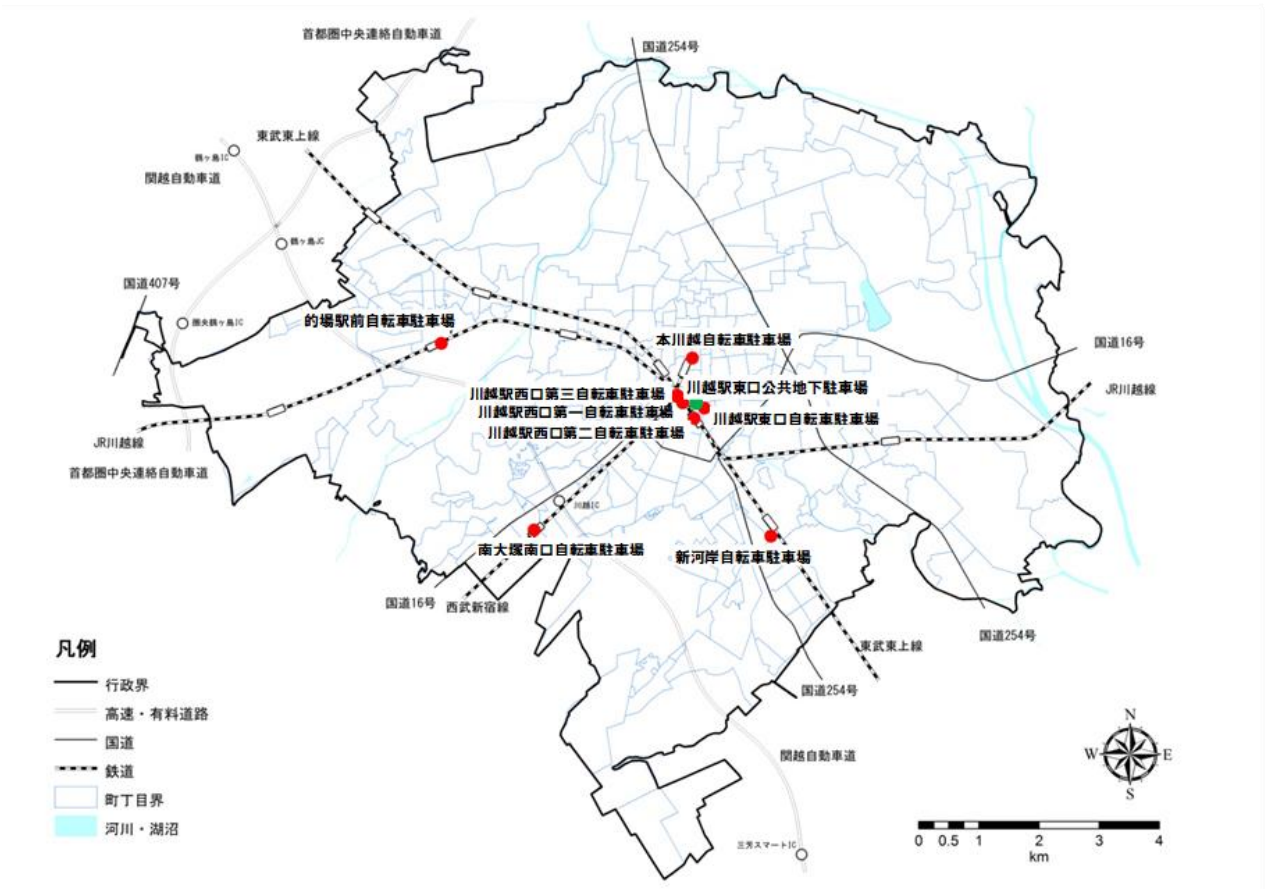 首都圏中央連絡自動車道
国道254号
東武東上線
鶴ヶ島IC
関越自動車道
鶴ヶ島JC
国道407号
圏央鶴ヶ島IC
的場駅前自転車駐車場
本川越自転車駐車場
国道16号
川越駅東口公共地下駐車場
川越駅西口第三自転車駐車場
JR川越線
川越駅西口第一自転車駐車場
川越駅東口自転車駐車場
川越駅西口第二自転車駐車場
JR川越線
首都圏中央連絡自動車道
川越IC
南大塚南口自転車駐車場
新河岸自転車駐車場
国道16号
西武新宿線
国道254号
東武東上線
国道254号
関越自動車道
三芳スマートIC
凡例
行政界
高速・有料道路
国道
鉄道
町丁目界
河川・湖沼
N
W E
S
0 0.5 1 2 3 4
km